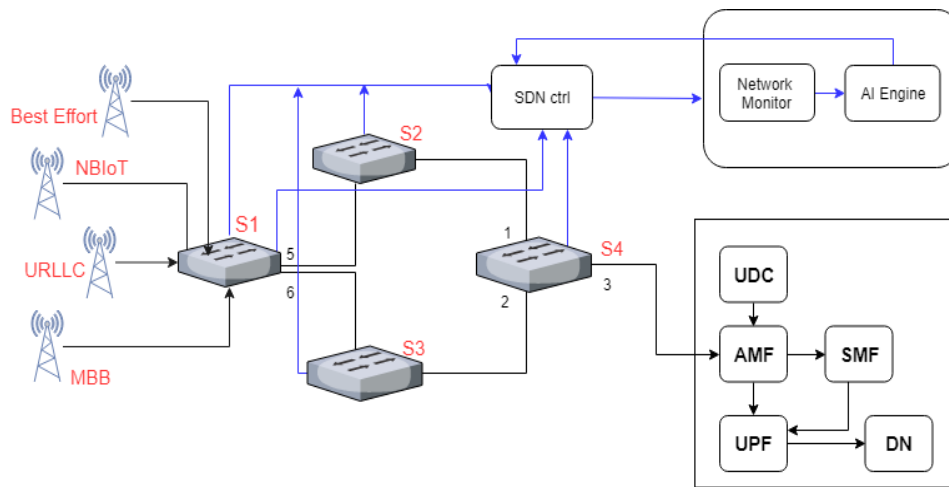 Best Effort
NBIoT
URLLC
MBB
S1
5
6
S2
S3
1
2
S4
3
SDN ctrl
Network
Monitor
AI Engine
UDC
AMF
SMF
UPF
DN